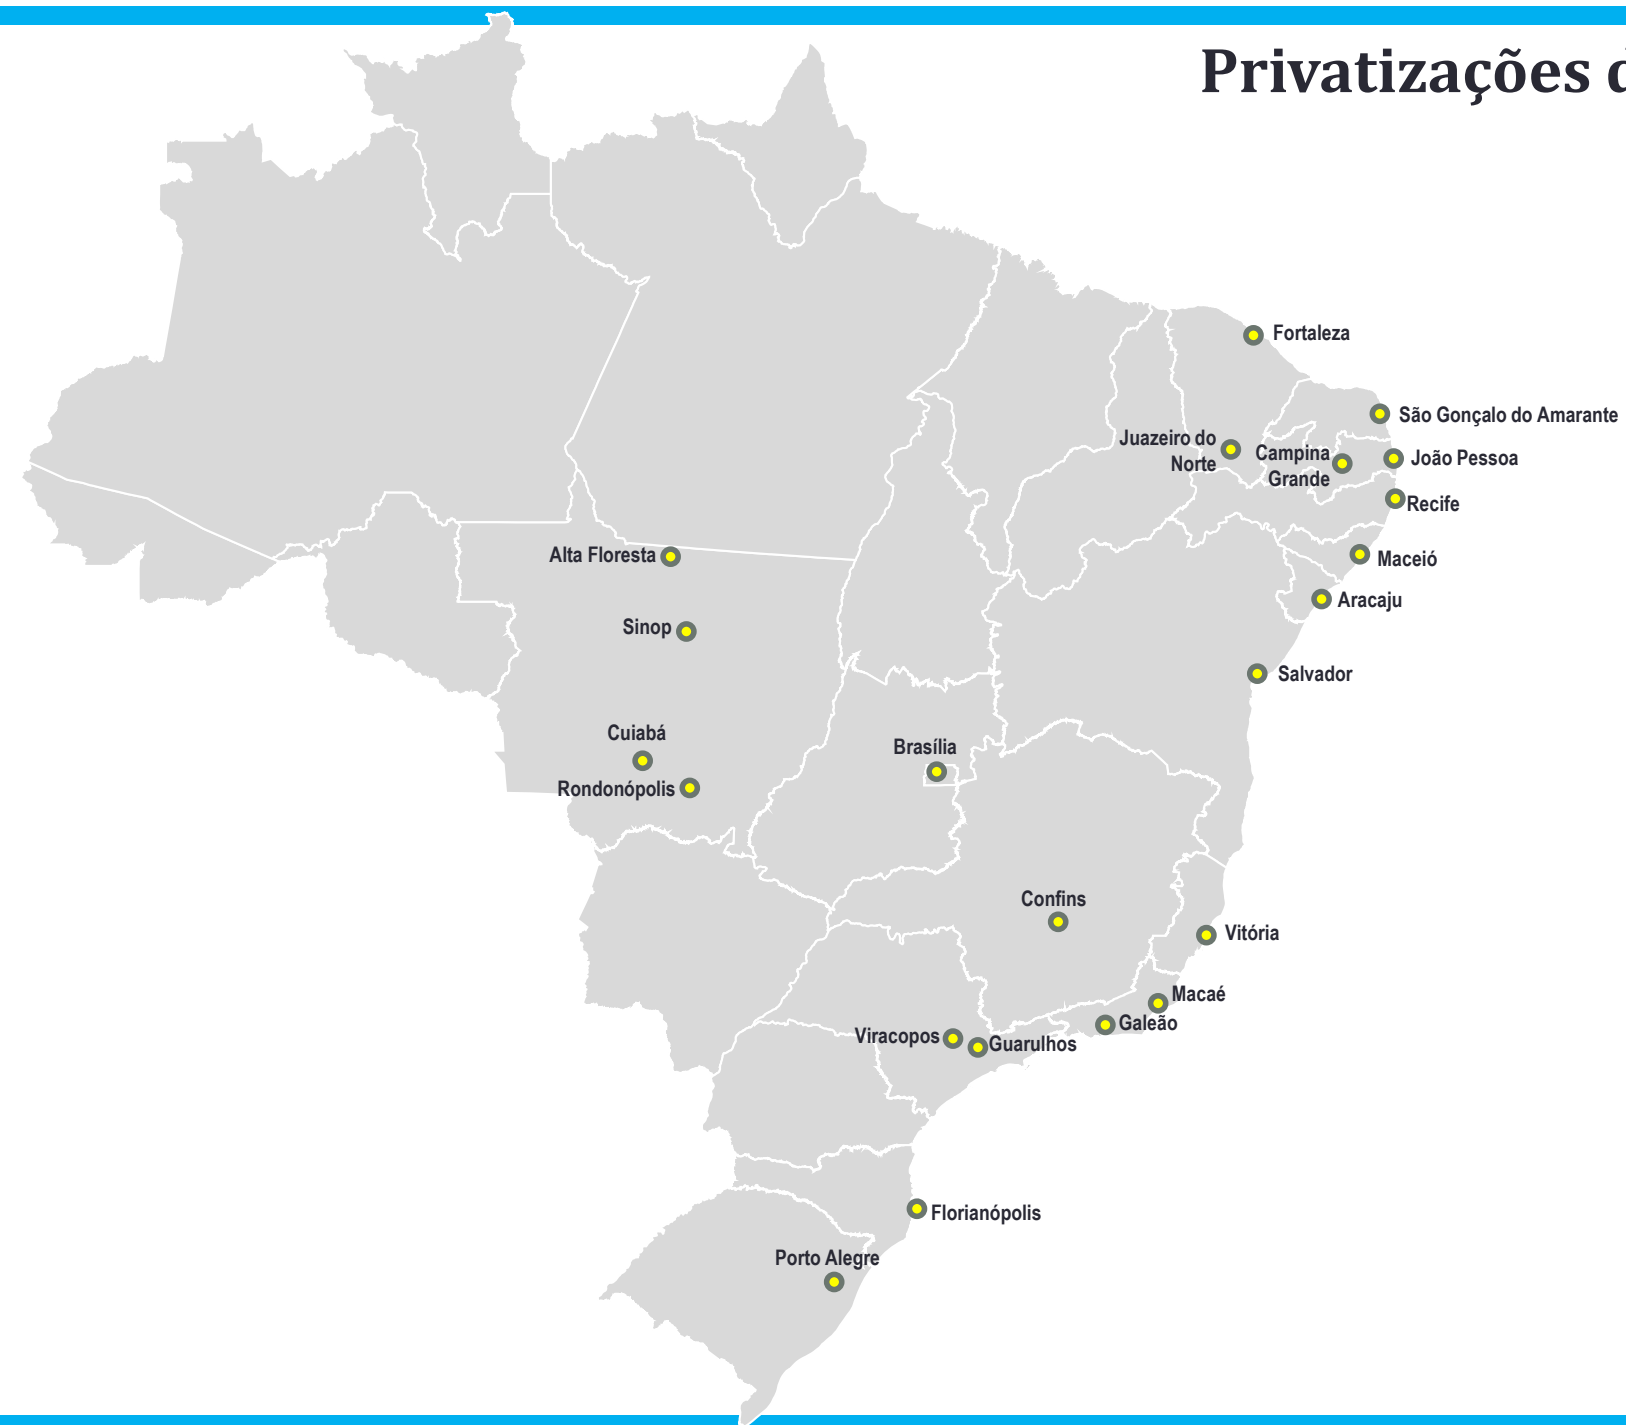 Privatizações d
Fortaleza
São Gonçalo do Amarante
Juazeiro do
Norte
Campina
Grande
João Pessoa
Recife
Alta Floresta
Maceió
Aracaju
Sinop
Salvador
Cuiabá
Brasília
Rondonópolis
Confins
Vitória
Macaé
Galeão
Viracopos
Guarulhos
Florianópolis
Porto Alegre